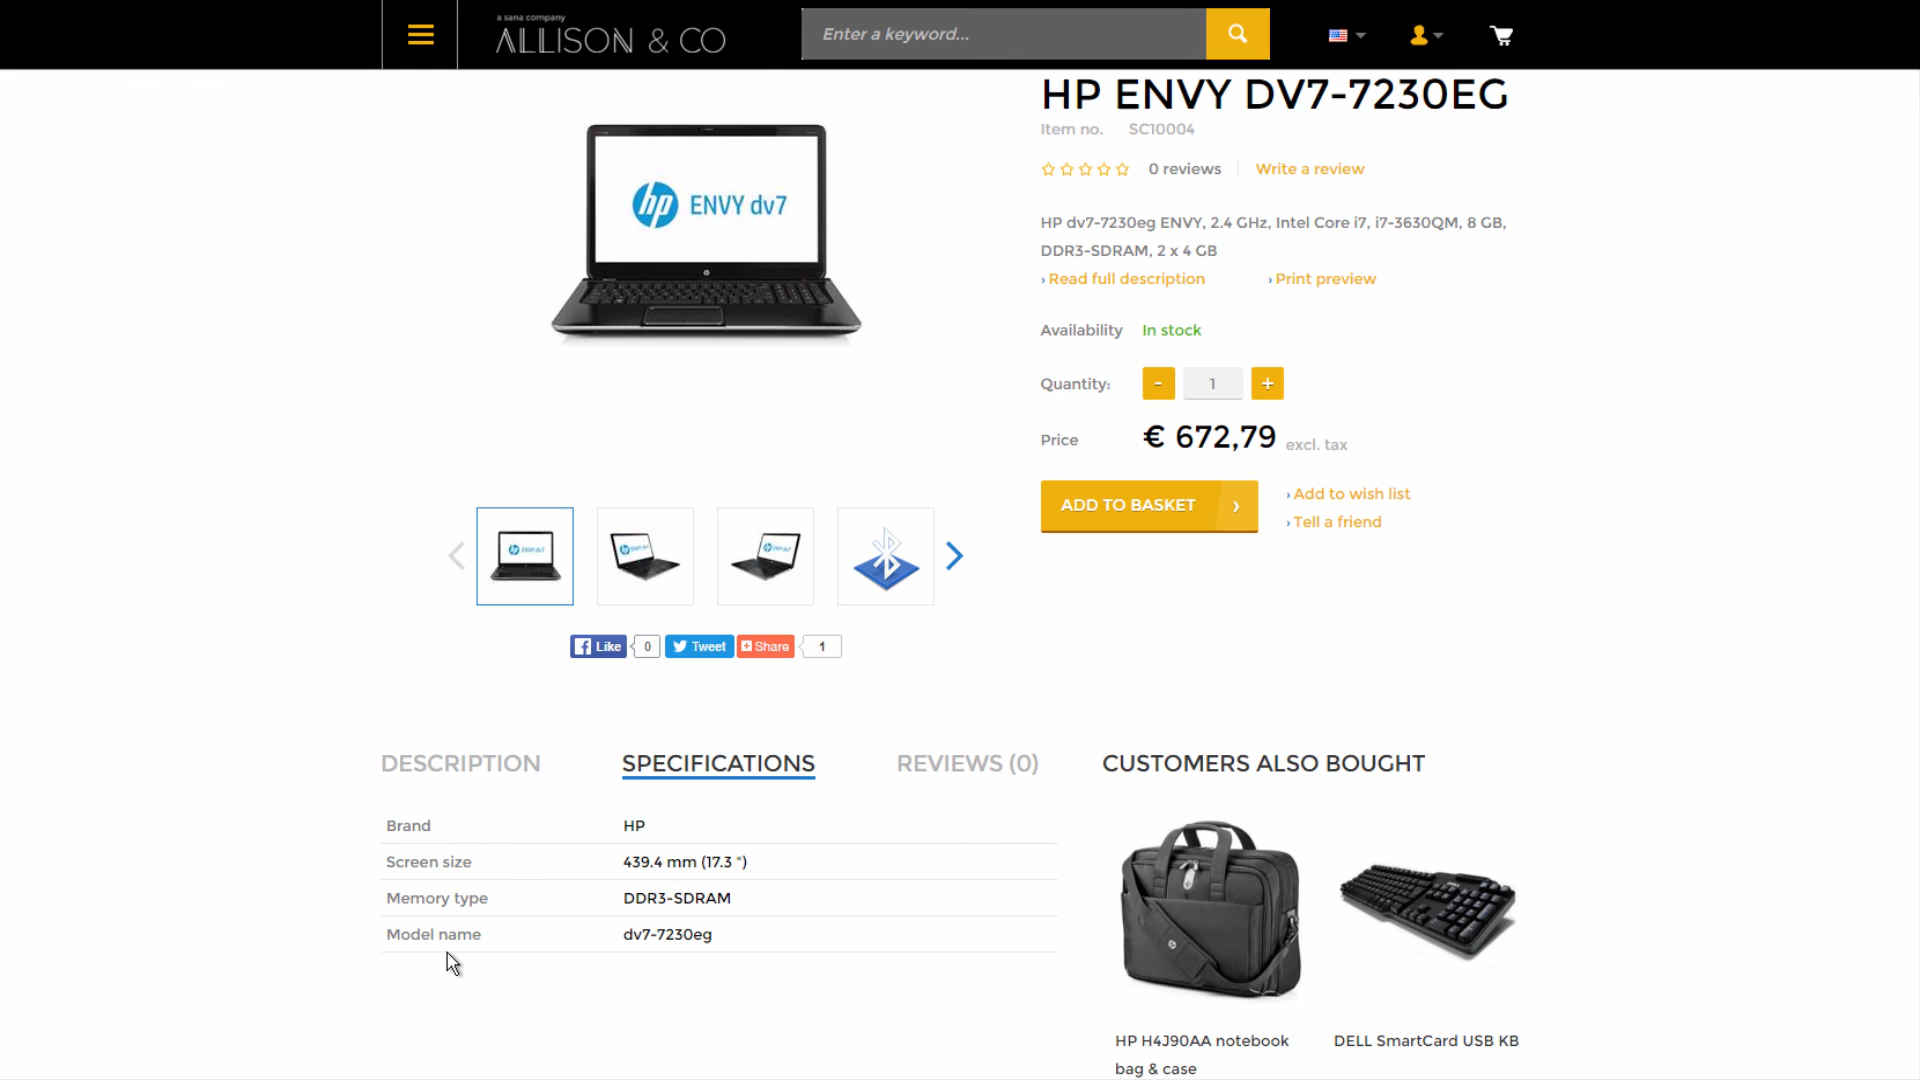 a sana company
ALLISON & CO
Enter a keyword...
HP ENVY DV7-7230EG
Item no. SC10004
0 reviews Write a review
HP dv7-7230eg ENVY, 2.4 GHz, Intel Core i7, i7-3630QM, 8 GB,
DDR3-SDRAM, 2 x 4 GB
› Read full description › Print preview
Availability In stock
Quantity: - 1 +
Price € 672,79 excl. tax
ADD TO BASKET ›
› Add to wish list
› Tell a friend
hp ENVY dv7
Like 0 Tweet Share 1
DESCRIPTION SPECIFICATIONS REVIEWS (0)
Brand HP
Screen size 439.4 mm (17.3 ")
Memory type DDR3-SDRAM
Model name dv7-7230eg
CUSTOMERS ALSO BOUGHT
HP H4J90AA notebook
bag & case
DELL SmartCard USB KB